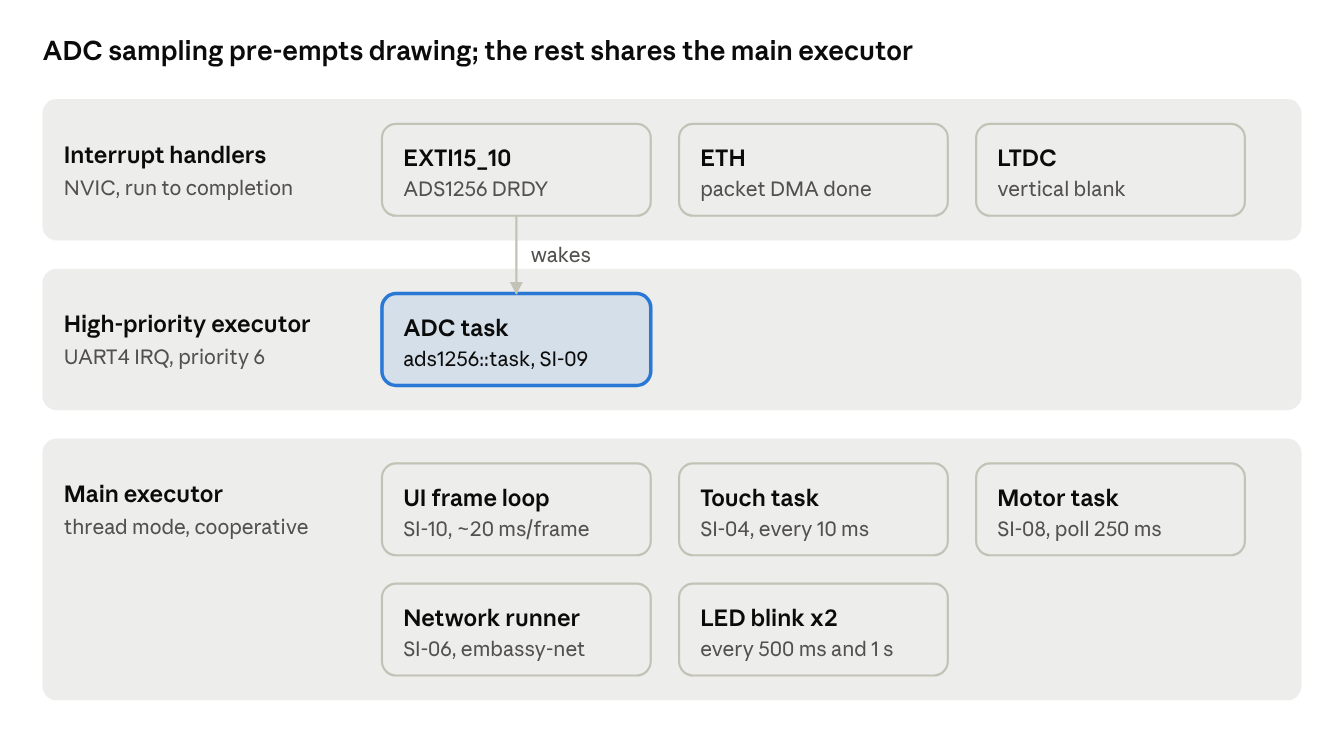 ADC sampling pre-empts drawing; the rest shares the main executor
Interrupt handlers
NVIC, run to completion
EXTI15_10
ADS1256 DRDY
ETH
packet DMA done
LTDC
vertical blank
wakes
High-priority executor
UART4 IRQ, priority 6
ADC task
ads1256::task, SI-09
Main executor
thread mode, cooperative
UI frame loop
SI-10, ~20 ms/frame
Touch task
SI-04, every 10 ms
Motor task
SI-08, poll 250 ms
Network runner
SI-06, embassy-net
LED blink x2
every 500 ms and 1 s